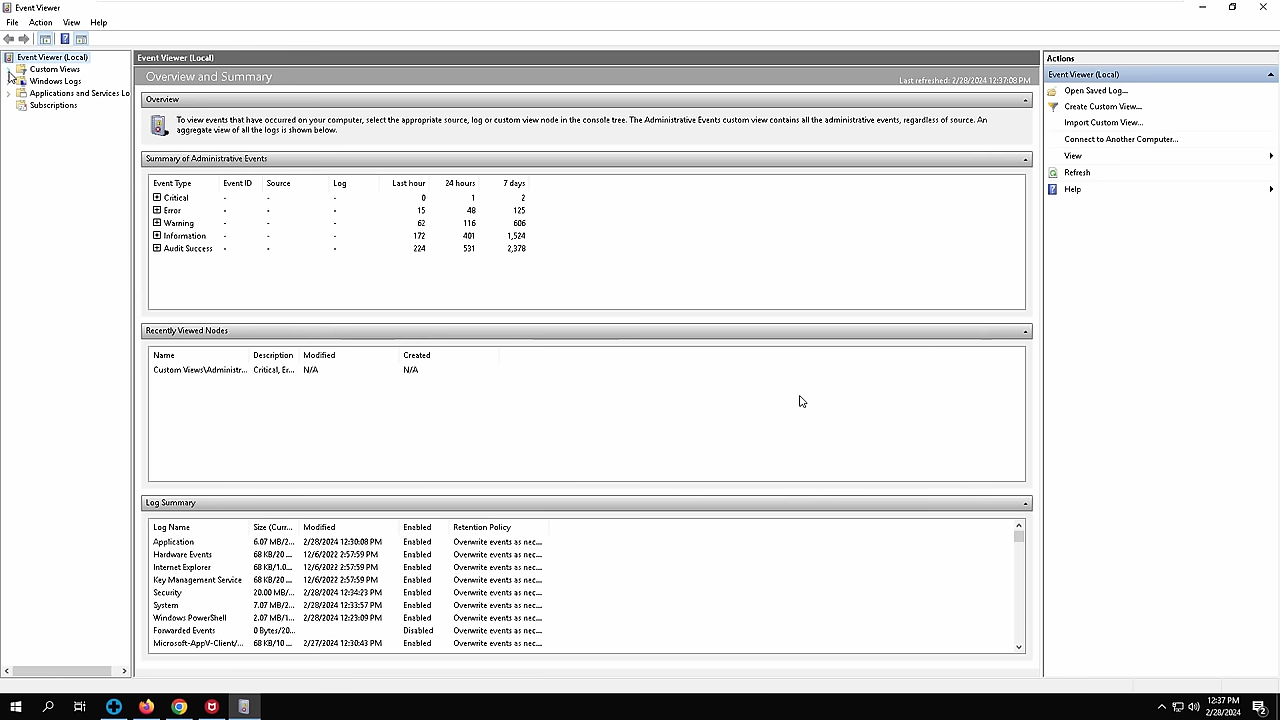 Event Viewer
File Action View Help
Event Viewer (Local)
Custom Views
Windows Logs
Applications and Services Lo
Subscriptions
Event Viewer (Local)
Overview and Summary
Last refreshed: 2/28/2024 12:37:08 PM
Overview
To view events that have occurred on your computer, select the appropriate source, log or custom view node in the console tree. The Administrative Events custom view contains all the administrative events, regardless of source. An
aggregate view of all the logs is shown below.
Summary of Administrative Events
Event Type Event ID Source Log Last hour 24 hours 7 days
Critical - - - 0 1 2
Error - - - 15 48 125
Warning - - - 62 116 606
Information - - - 172 401 1,524
Audit Success - - - 224 531 2,378
Recently Viewed Nodes
Name Description Modified Created
Custom Views\Administr... Critical, Er... N/A N/A
Log Summary
Log Name Size (Curr... Modified Enabled Retention Policy
Application 6.07 MB/2... 2/28/2024 12:30:08 PM Enabled Overwrite events as nec...
Hardware Events 68 KB/20 ... 12/6/2022 2:57:59 PM Enabled Overwrite events as nec...
Internet Explorer 68 KB/1.0... 12/6/2022 2:57:59 PM Enabled Overwrite events as nec...
Key Management Service 68 KB/20 ... 12/6/2022 2:57:59 PM Enabled Overwrite events as nec...
Security 20.00 MB/... 2/28/2024 12:34:23 PM Enabled Overwrite events as nec...
System 7.07 MB/2... 2/28/2024 12:33:57 PM Enabled Overwrite events as nec...
Windows PowerShell 2.07 MB/1... 2/28/2024 12:23:09 PM Enabled Overwrite events as nec...
Forwarded Events 0 Bytes/20... Disabled Overwrite events as nec...
Microsoft-AppV-Client/... 68 KB/10 ... 2/27/2024 12:30:43 PM Enabled Overwrite events as nec...
Actions
Event Viewer (Local)
Open Saved Log...
Create Custom View...
Import Custom View...
Connect to Another Computer...
View
Refresh
Help
12:37 PM
2/28/2024
2